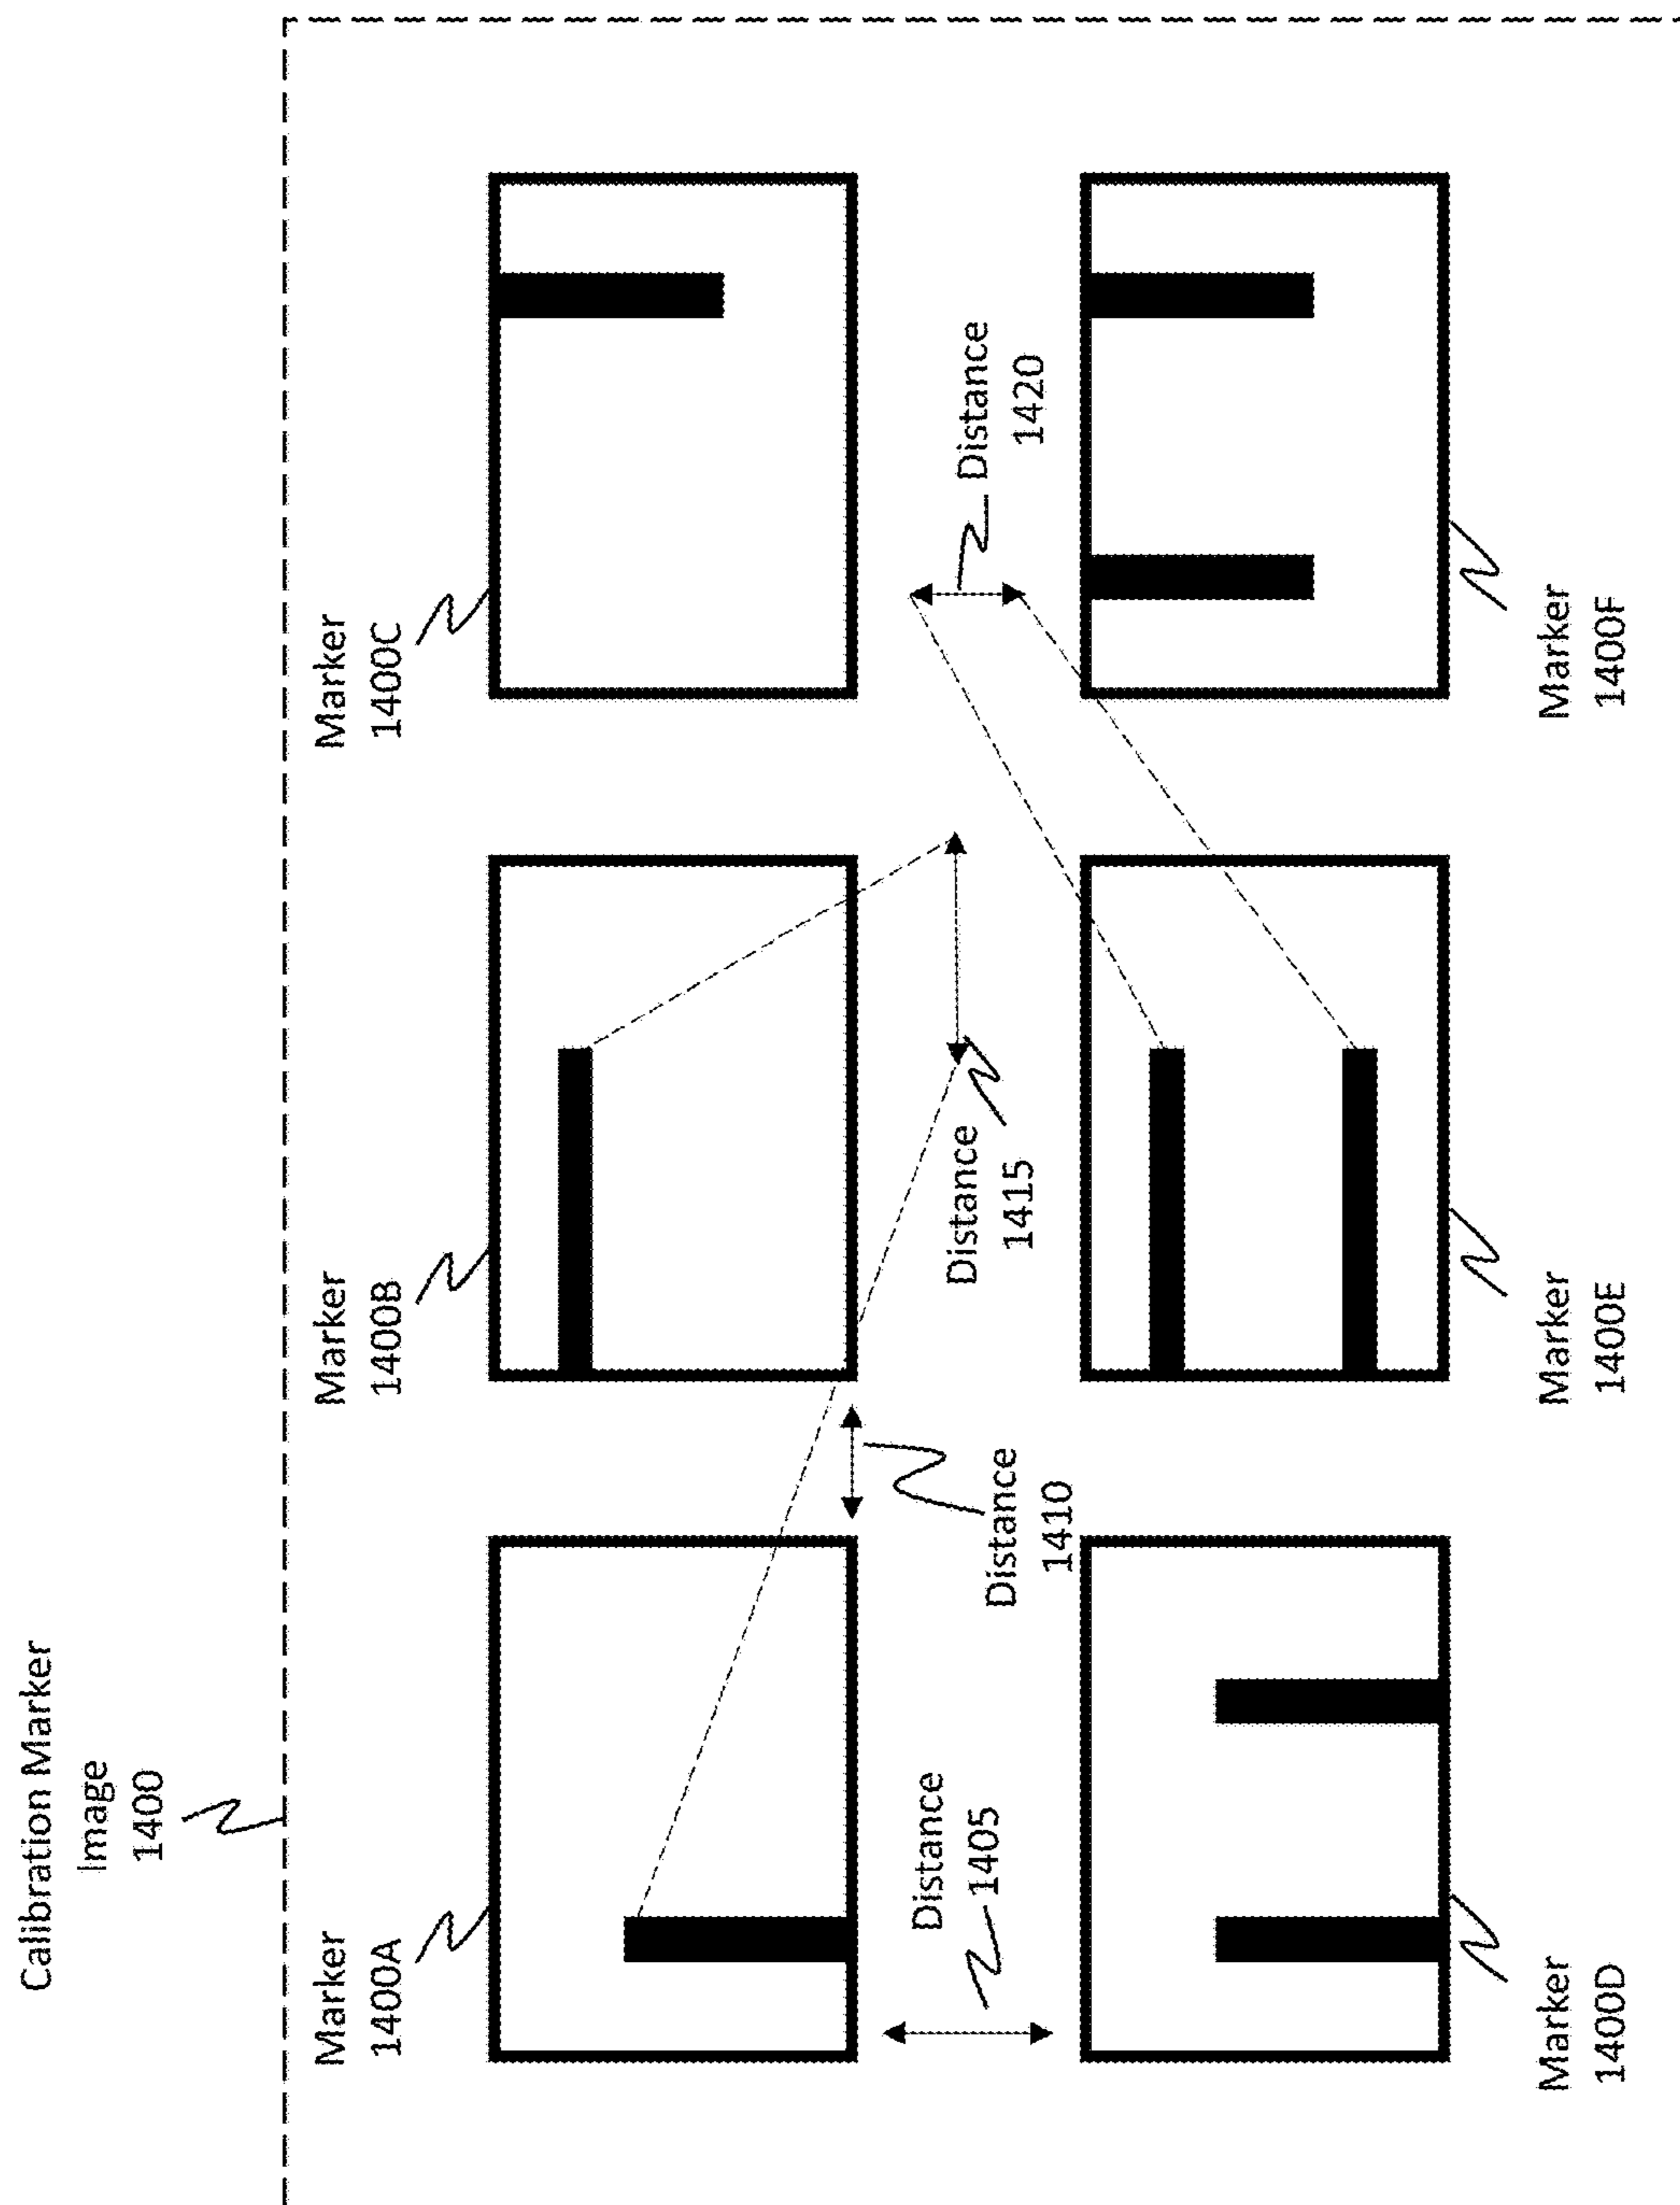 Calibration Marker
Image
1400
Marker
1400A
Marker
1400B
Marker
1400C
Distance
1405
Distance
1410
Distance
1415
Distance
1420
Marker
1400D
Marker
1400E
Marker
1400F